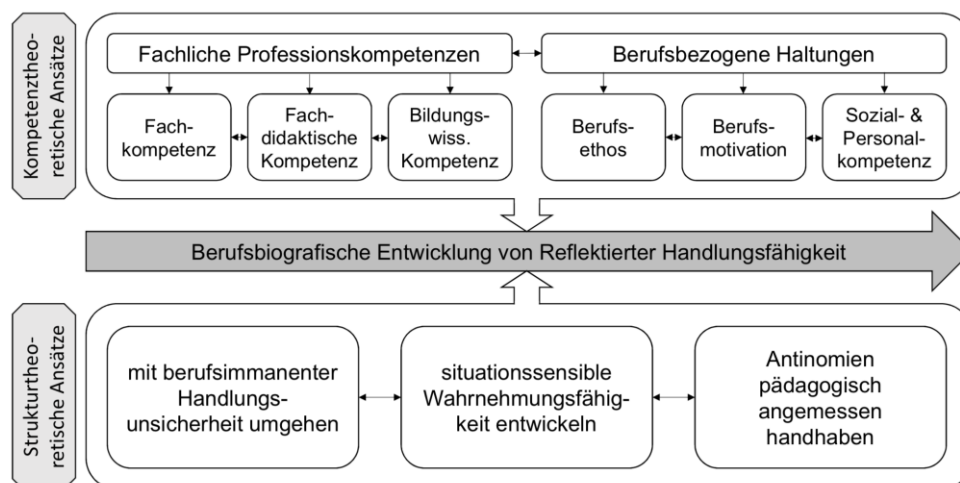 Kompetenztheo-
retische Ansätze
Fachliche Professionskompetenzen
Berufsbezogene Haltungen
Fach-
kompetenz
Fach-
didaktische
Kompetenz
Bildungs-
wiss.
Kompetenz
Berufs-
ethos
Berufs-
motivation
Sozial- &
Personal-
kompetenz
Berufsbiografische Entwicklung von Reflektierter Handlungsfähigkeit
Strukturtheo-
retische Ansätze
mit berufsimmanenter
Handlungs-
unsicherheit umgehen
situationssensible
Wahrnehmungsfähig-
keit entwickeln
Antinomien
pädagogisch
angemessen
handhaben